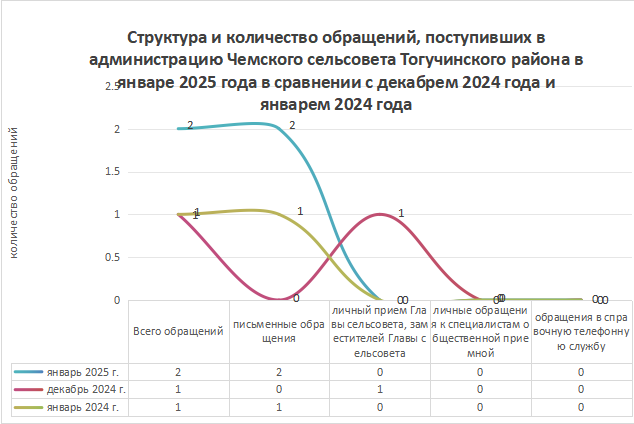 Структура и количество обращений, поступивших в
администрацию Чемского сельсовета Тогучинского района в
январе 2025 года в сравнении с декабрем 2024 года и
январем 2024 года
количество обращений
2.5
2
1.5
1
0.5
0
2 2 0 0 0
1 0 1 0 0
1 1 0 0 0
Всего обращений
письменные обра
щения
личный прием Гла
вы сельсовета, зам
естителей Главы с
ельсовета
личные обращени
я к специалистам о
бщественной прие
мной
обращения в спра
вочную телефонну
ю службу
январь 2025 г. 2 2 0 0 0
декабрь 2024 г. 1 0 1 0 0
январь 2024 г. 1 1 0 0 0